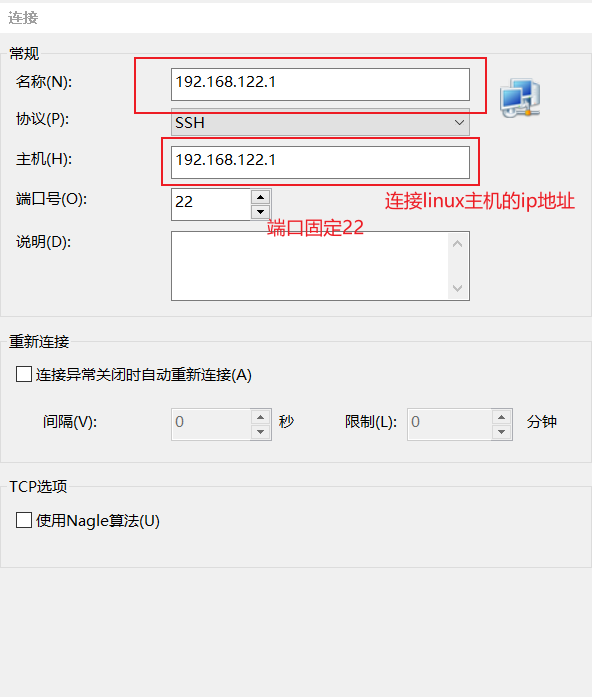 连接
常规
名称(N): 192.168.122.1
协议(P): SSH
主机(H): 192.168.122.1
端口号(O): 22
连接linux主机的ip地址
端口固定22
说明(D):
重新连接
连接异常关闭时自动重新连接(A)
间隔(V): 0 秒 限制(L): 0 分钟
TCP选项
使用Nagle算法(U)